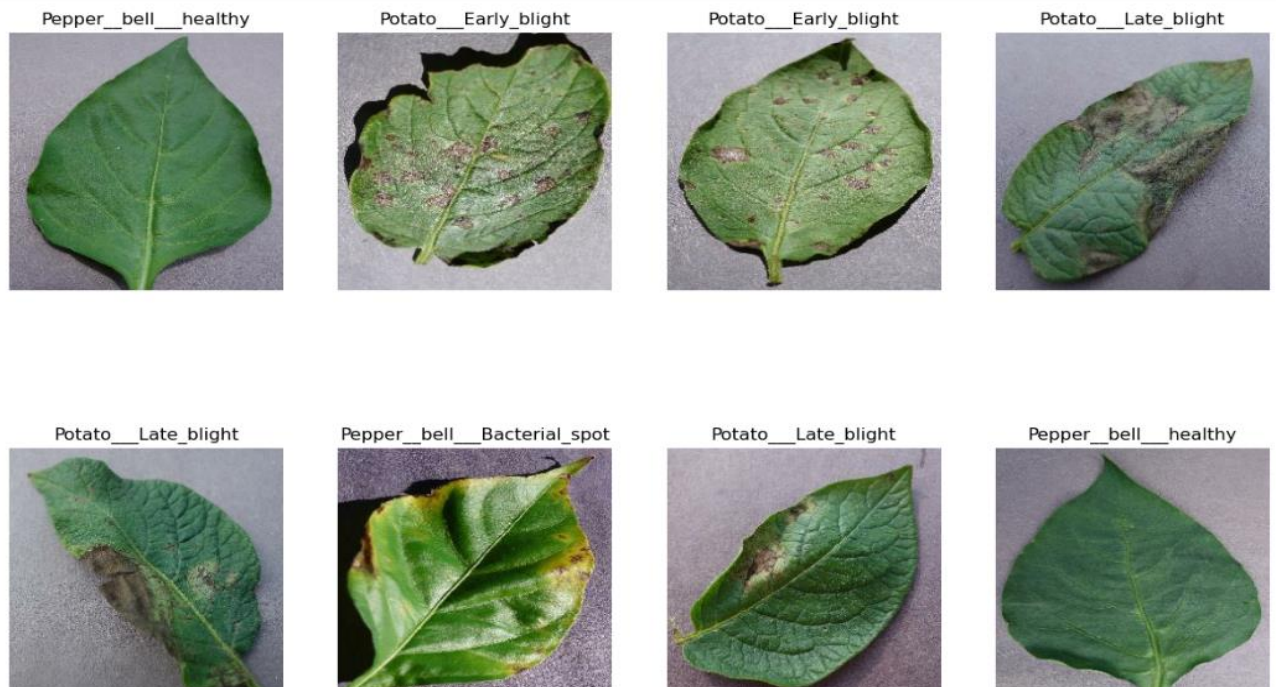 Pepper__bell___healthy
Potato___Early_blight
Potato___Early_blight
Potato___Late_blight
Potato___Late_blight
Pepper__bell___Bacterial_spot
Potato___Late_blight
Pepper__bell___healthy